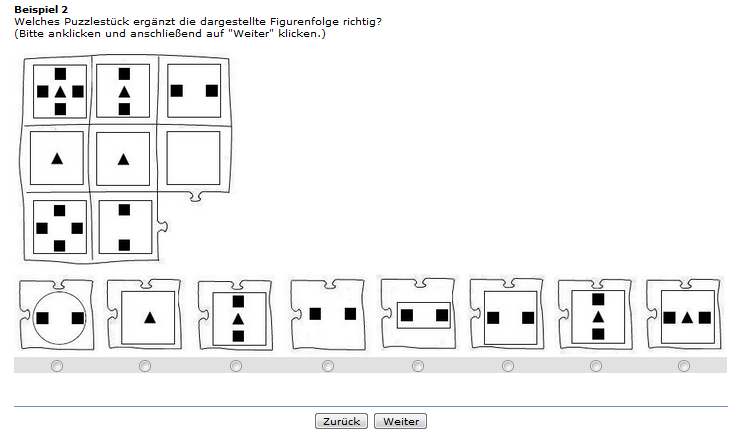 Beispiel 2
Welches Puzzlestück ergänzt die dargestellte Figurenfolge richtig?
(Bitte anklicken und anschließend auf "Weiter" klicken.)
Zurück Weiter